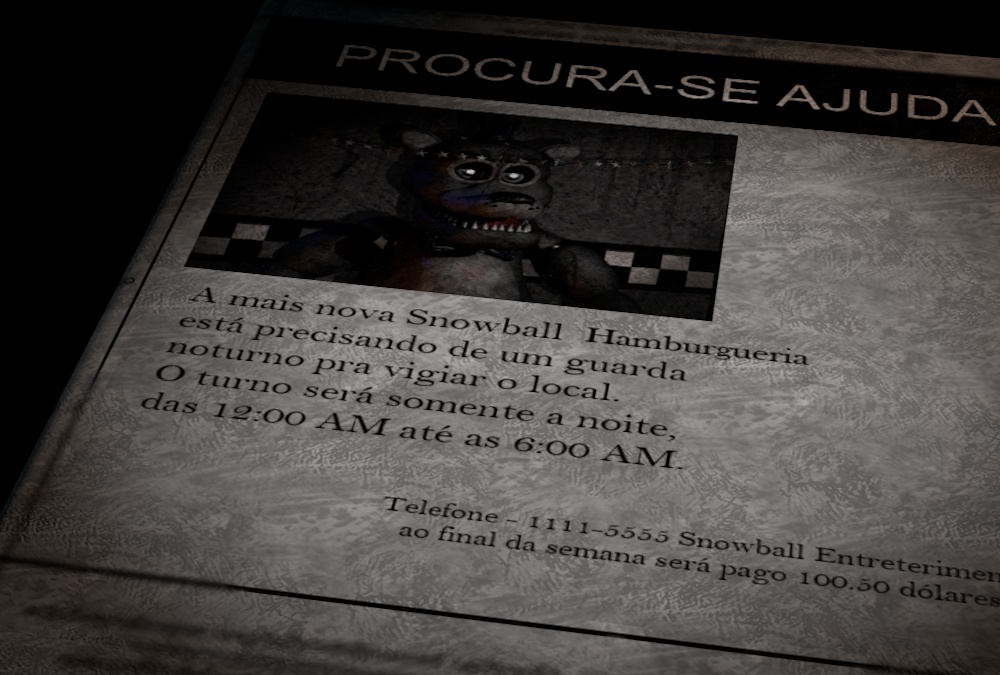 PROCURA-SE AJUDA
A mais nova Snowball Hamburgueria
está precisando de um guarda
noturno pra vigiar o local.
O turno será somente a noite,
das 12:00 AM até as 6:00 AM.
Telefone - 1111-5555 Snowball Entreterimen
ao final da semana será pago 100.50 dólares